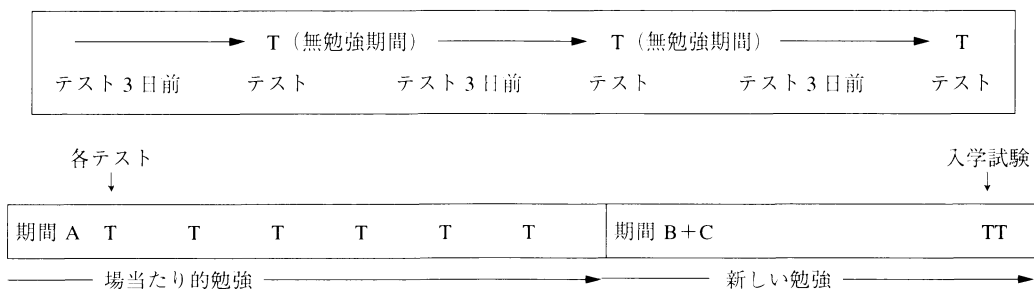 T（無勉強期間） T（無勉強期間） T
テスト3日前 テスト テスト3日前 テスト テスト3日前 テスト
各テスト 入学試験
期間 A T T T T T T 期間 B+C TT
場当たり的勉強 新しい勉強